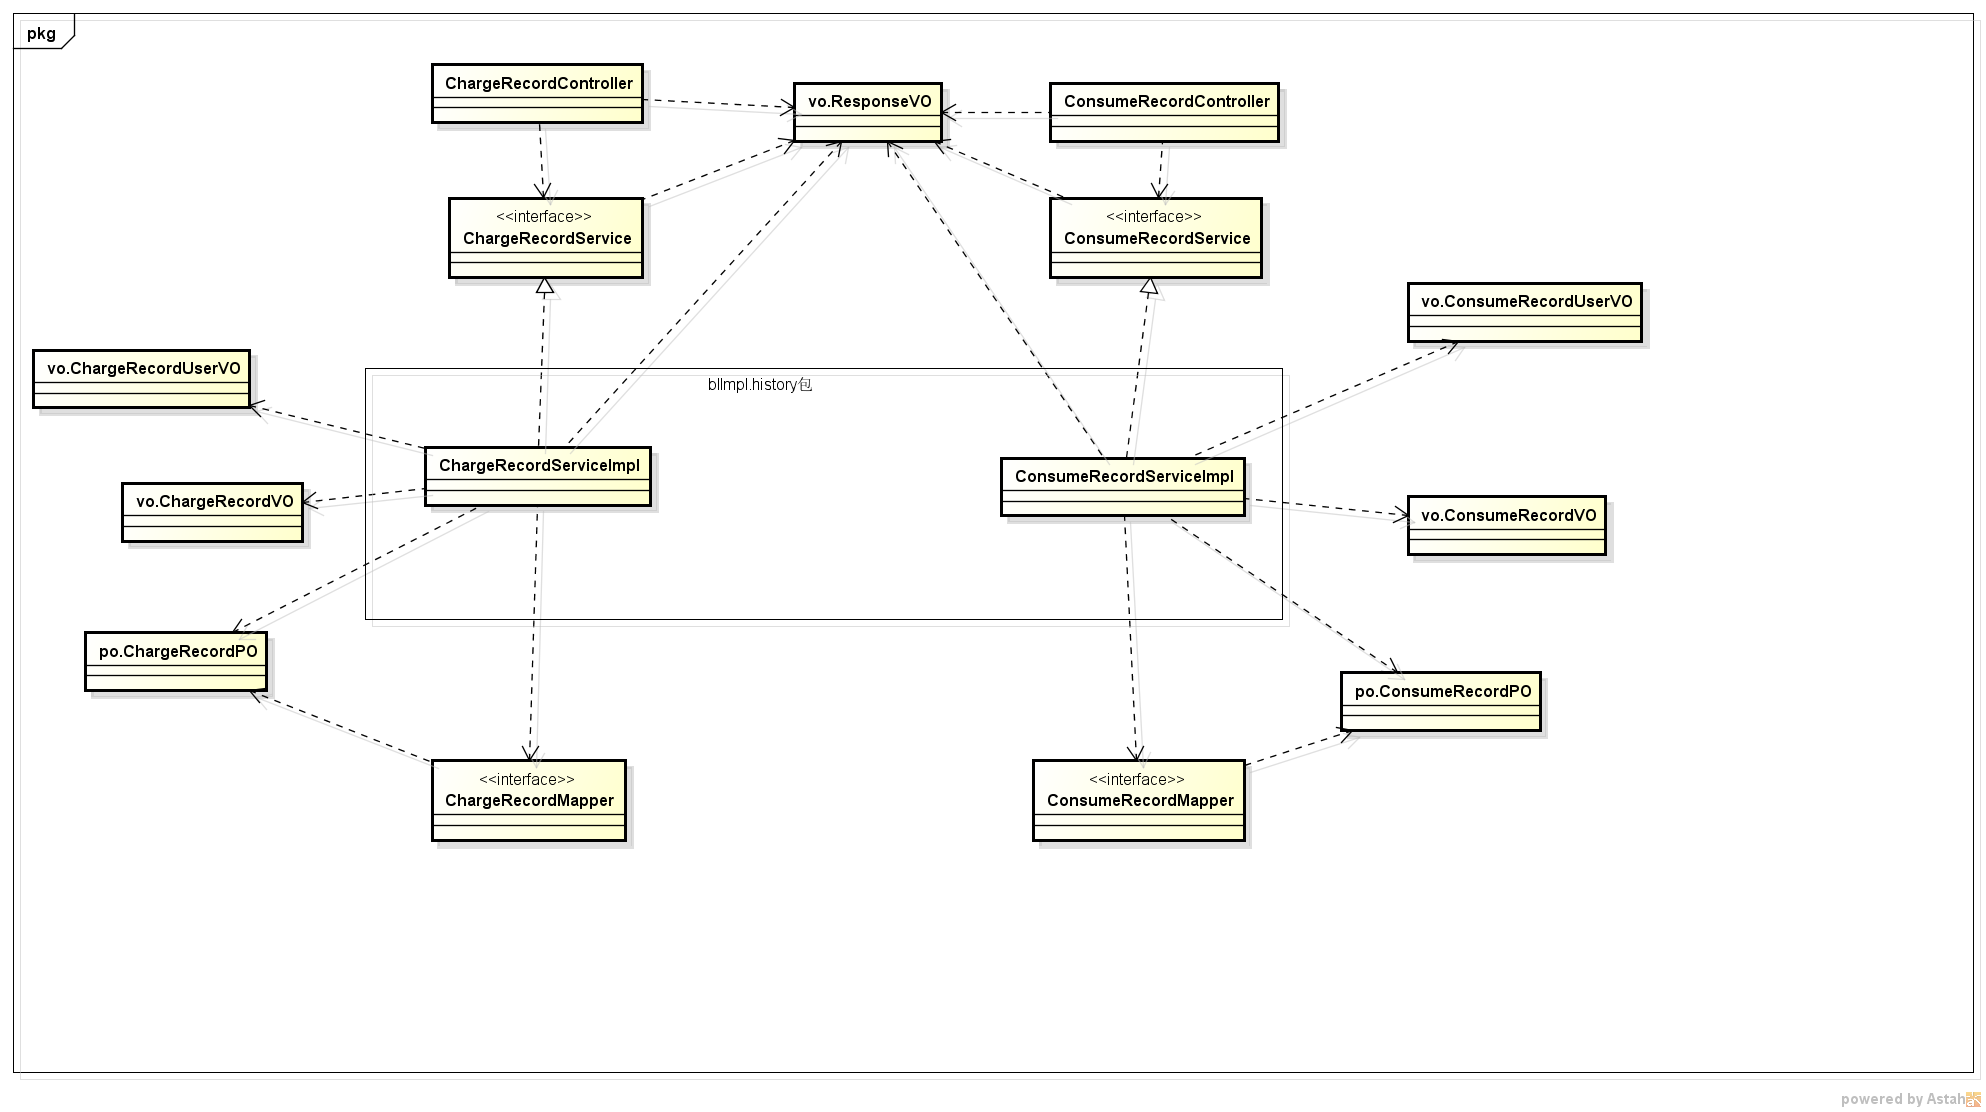 pkg
ChargeRecordController
vo.ResponseVO
ConsumeRecordController
<<interface>>
ChargeRecordService
<<interface>>
ConsumeRecordService
vo.ConsumeRecordUserVO
vo.ChargeRecordUserVO
bllmpl.history包
ChargeRecordServiceImpl
ConsumeRecordServiceImpl
vo.ChargeRecordVO
vo.ConsumeRecordVO
po.ChargeRecordPO
po.ConsumeRecordPO
<<interface>>
ChargeRecordMapper
<<interface>>
ConsumeRecordMapper
powered by Astah